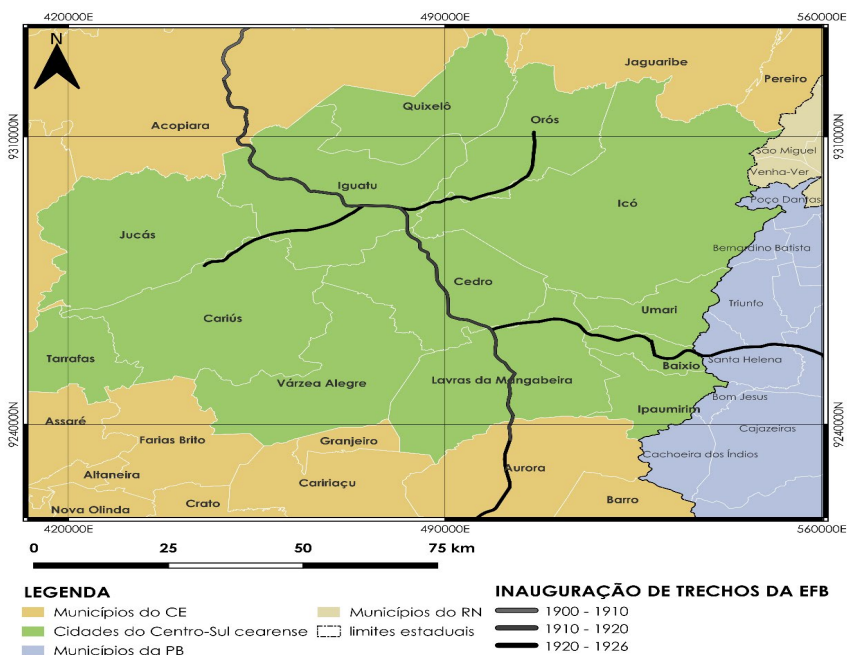 420000E 490000E 560000E
N
Jaguaribe
Pereiro
Quixelô
Orós
Acopiara
9310000N 9310000N
São Miguel
Venha-Ver
Iguatu
Poço Dantas
Icó
Jucás
Bernardino Batista
Cedro
Triunfo
Umari
Cariús
Tarrafas
Santa Helena
Baixio
Várzea Alegre
Lavras da Mangabeira
Bom Jesus
Ipaumirim
Assaré
9240000N 9240000N
Cajazeiras
Farias Brito
Granjeiro
Cachoeira dos Índios
Aurora
Altaneira
Caririaçu
Barro
Crato
Nova Olinda
420000E 490000E 560000E
0 25 50 75 km
LEGENDA
Municípios do CE
Cidades do Centro-Sul cearense
Municípios da PB
Municípios do RN
limites estaduais
INAUGURAÇÃO DE TRECHOS DA EFB
1900 - 1910
1910 - 1920
1920 - 1926